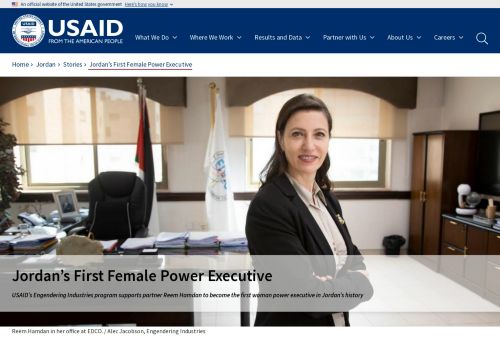 An official website of the United States government Here's how you know
USAID
FROM THE AMERICAN PEOPLE
What We Do
Where We Work
Results and Data
Partner with Us
About Us
Careers
Home › Jordan › Stories › Jordan's First Female Power Executive
Jordan's First Female Power Executive
USAID's Engendering Industries program supports partner Reem Hamdan to become the first woman power executive in Jordan's history
Reem Hamdan in her office at EDCO. / Alec Jacobson, Engendering Industries